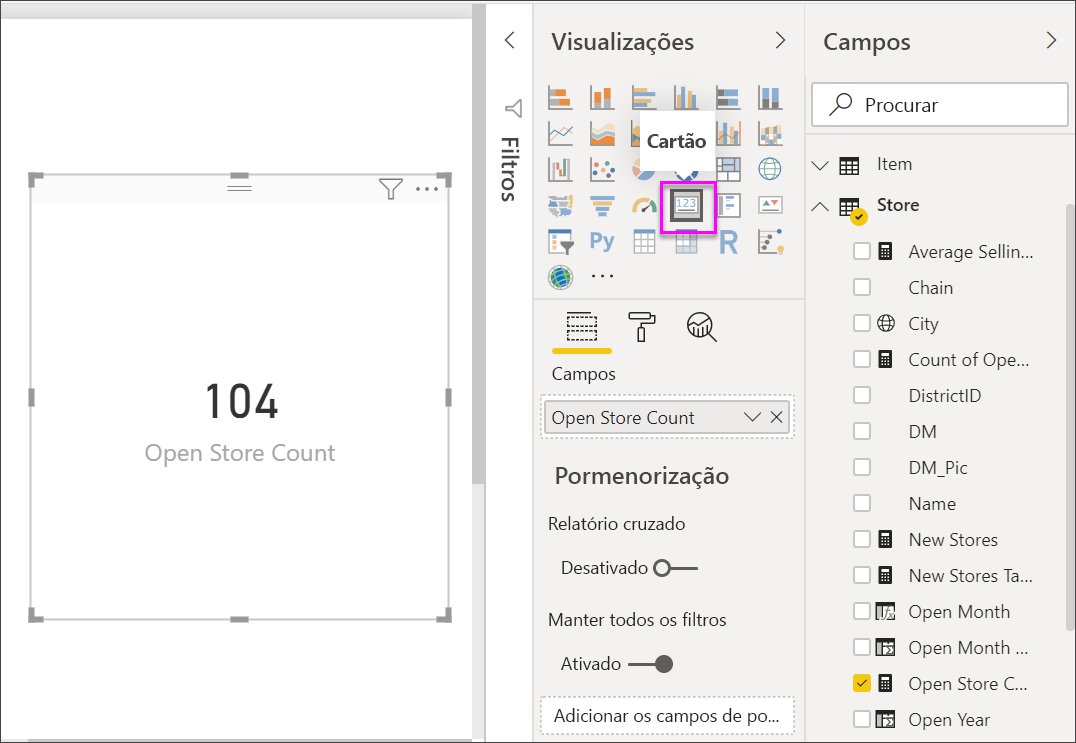 104
Open Store Count
Filtros
Visualizações
Cartão
123
Py
R
Campos
Open Store Count
Pormenorização
Relatório cruzado
Desativado
Manter todos os filtros
Ativado
Adicionar os campos de po...
Campos
Procurar
Item
Store
Average Sellin...
Chain
City
Count of Ope...
DistrictID
DM
DM_Pic
Name
New Stores
New Stores Ta...
Open Month
Open Month ...
Open Store C...
Open Year